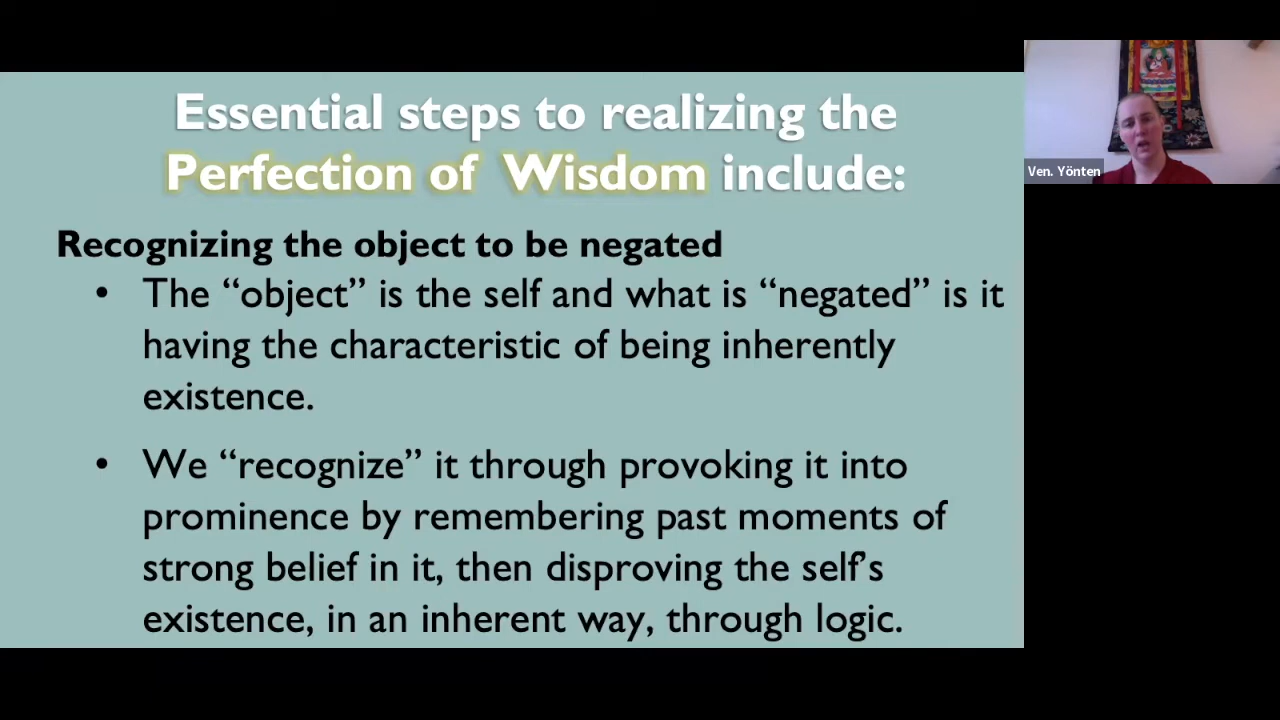 Essential steps to realizing the
Perfection of Wisdom include:
Recognizing the object to be negated
• The “object” is the self and what is “negated” is it
having the characteristic of being inherently
existence.
• We “recognize” it through provoking it into
prominence by remembering past moments of
strong belief in it, then disproving the self’s
existence, in an inherent way, through logic.
Ven. Yönten